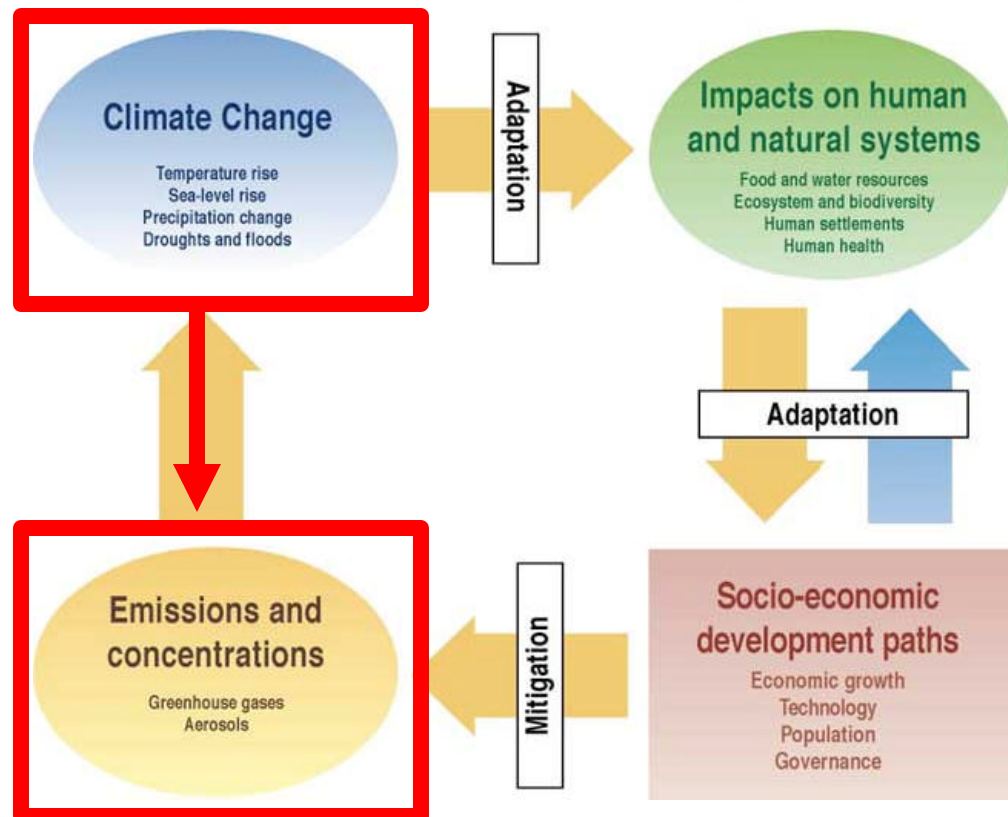 Climate Change
Temperature rise
Sea-level rise
Precipitation change
Droughts and floods
Adaptation
Impacts on human
and natural systems
Food and water resources
Ecosystem and biodiversity
Human settlements
Human health
Adaptation
Emissions and
concentrations
Greenhouse gases
Aerosols
Mitigation
Socio-economic
development paths
Economic growth
Technology
Population
Governance